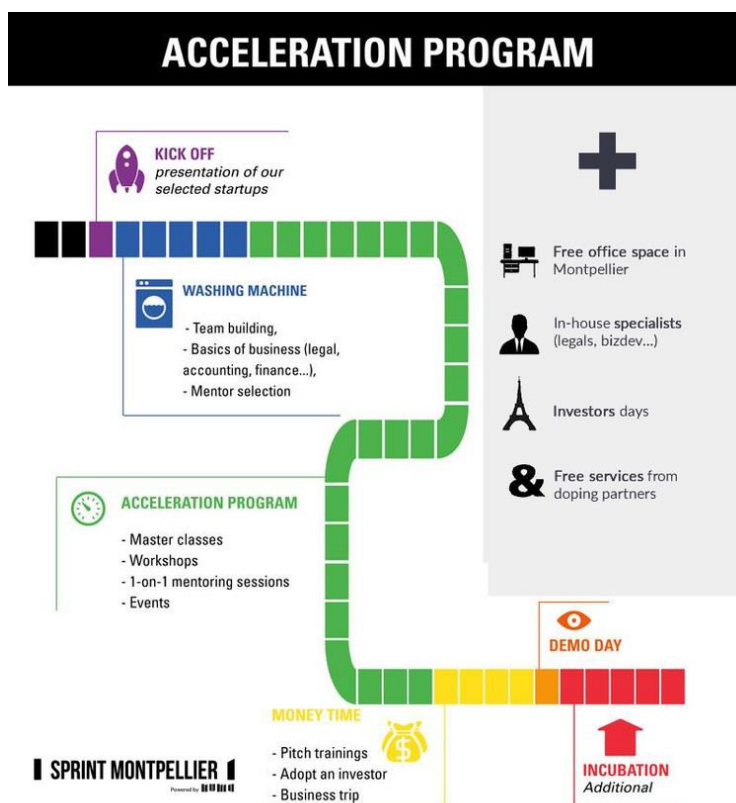 ACCELERATION PROGRAM
KICK OFF
presentation of our
selected startups
WASHING MACHINE
- Team building,
- Basics of business (legal,
accounting, finance...),
- Mentor selection
ACCELERATION PROGRAM
- Master classes
- Workshops
- 1-on-1 mentoring sessions
- Events
MONEY TIME
- Pitch trainings
- Adopt an investor
- Business trip
DEMO DAY
INCUBATION
Additional
Free office space in
Montpellier
In-house specialists
(legals, bizdev...)
Investors days
&
Free services from
doping partners
SPRINT MONTPELLIER
Powered by